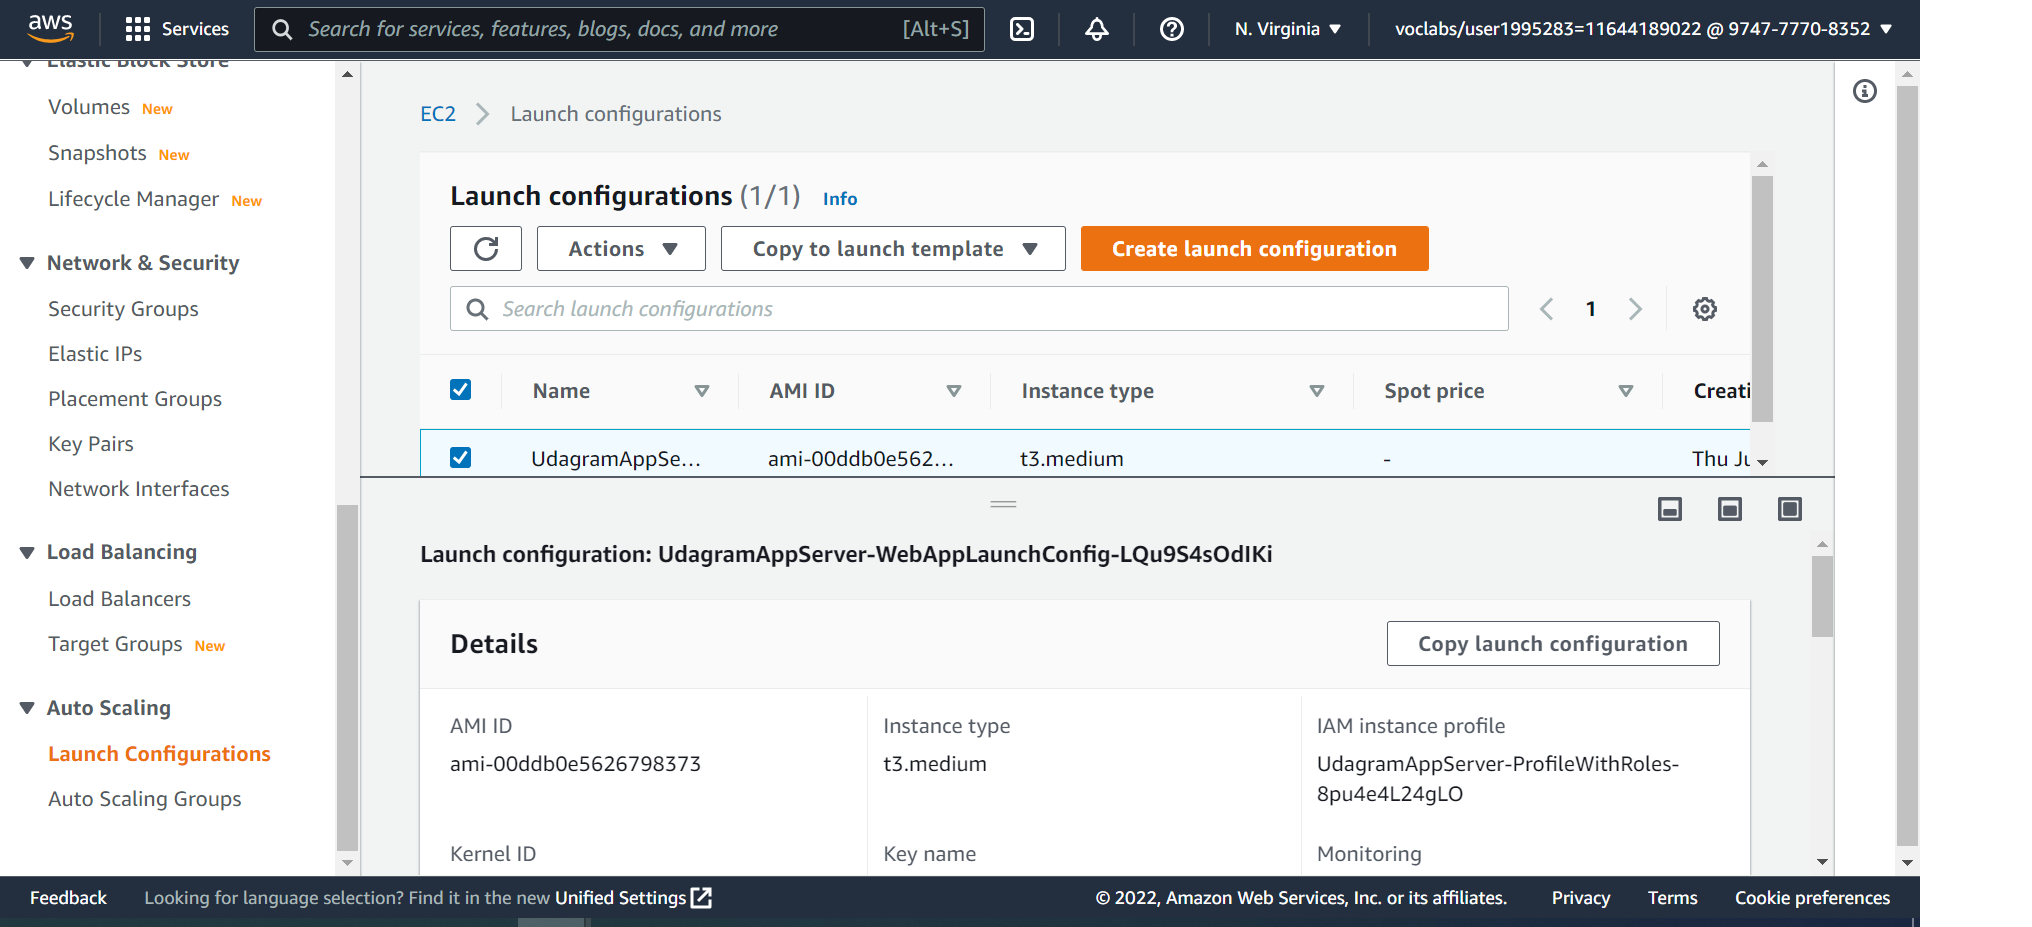 aws
Services
Search for services, features, blogs, docs, and more
[Alt+S]
N. Virginia
voclabs/user1995283=11644189022 @ 9747-7770-8352
Elastic Block Store
Volumes New
Snapshots New
Lifecycle Manager New
Network & Security
Security Groups
Elastic IPs
Placement Groups
Key Pairs
Network Interfaces
Load Balancing
Load Balancers
Target Groups New
Auto Scaling
Launch Configurations
Auto Scaling Groups
EC2 Launch configurations
Launch configurations (1/1) Info
Actions Copy to launch template Create launch configuration
Search launch configurations
1
Name AMI ID Instance type Spot price Creati
UdagramAppSe... ami-00ddb0e562... t3.medium - Thu Ju
Launch configuration: UdagramAppServer-WebAppLaunchConfig-LQu9S4sOdIKi
Details
Copy launch configuration
AMI ID Instance type IAM instance profile
ami-00ddb0e5626798373 t3.medium UdagramAppServer-ProfileWithRoles-
8pu4e4L24gLO
Kernel ID Key name Monitoring
Feedback Looking for language selection? Find it in the new Unified Settings © 2022, Amazon Web Services, Inc. or its affiliates. Privacy Terms Cookie preferences